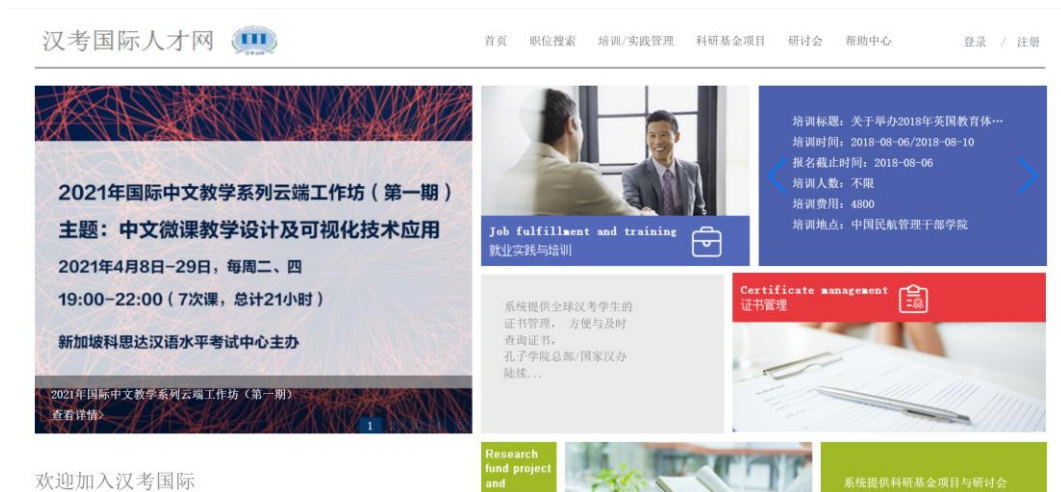 汉考国际人才网
首页 职位搜索 培训/实践管理 科研基金项目 研讨会 帮助中心 登录 / 注册
2021年国际中文教学系列云端工作坊（第一期）
主题：中文微课教学设计及可视化技术应用
2021年4月8日-29日，每周二、四
19:00-22:00（7次课，总计21小时）
新加坡科思达汉语水平考试中心主办
2021年国际中文教学系列云端工作坊（第一期）
查看详情>
1 2 3 4 5
Job fulfillment and training
就业实践与培训
培训标题：关于举办2018年英国教育体…
培训时间：2018-08-06/2018-08-10
报名截止时间：2018-08-06
培训人数：不限
培训费用：4800
培训地点：中国民航管理干部学院
系统提供全球汉考学生的
证书管理， 方便与及时
查询证书，
孔子学院总部/国家汉办
陆续...
Certificate management
证书管理
欢迎加入汉考国际
Research
fund project
and
系统提供科研基金项目与研讨会